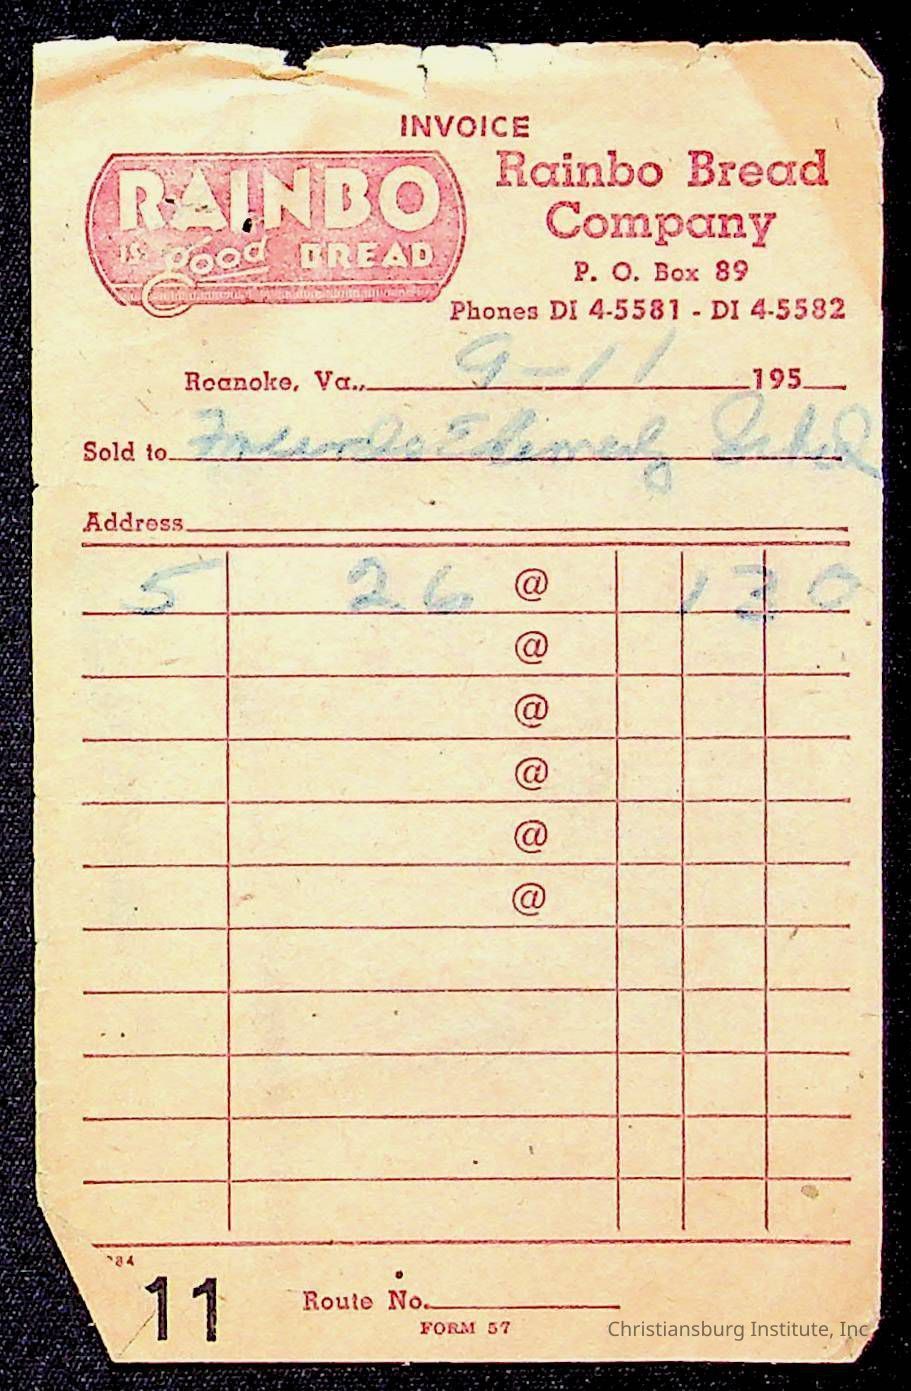 INVOICE
RAINBO
IS good BREAD
Rainbo Bread
Company
P. O. Box 89
Phones DI 4-5581 - DI 4-5582
Roanoke, Va., 9-11 195
Sold to
Address
5 26 @ 1 30
@
@
@
@
@
11
Route No.
FORM 57
Christiansburg Institute, Inc